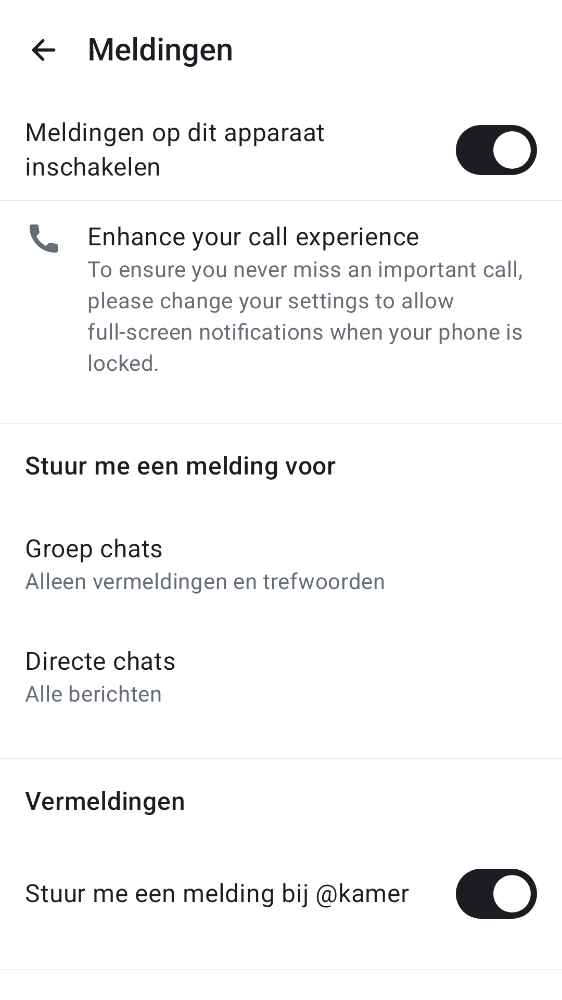 Meldingen
Meldingen op dit apparaat
inschakelen
Enhance your call experience
To ensure you never miss an important call,
please change your settings to allow
full-screen notifications when your phone is
locked.
Stuur me een melding voor
Groep chats
Alleen vermeldingen en trefwoorden
Directe chats
Alle berichten
Vermeldingen
Stuur me een melding bij @kamer